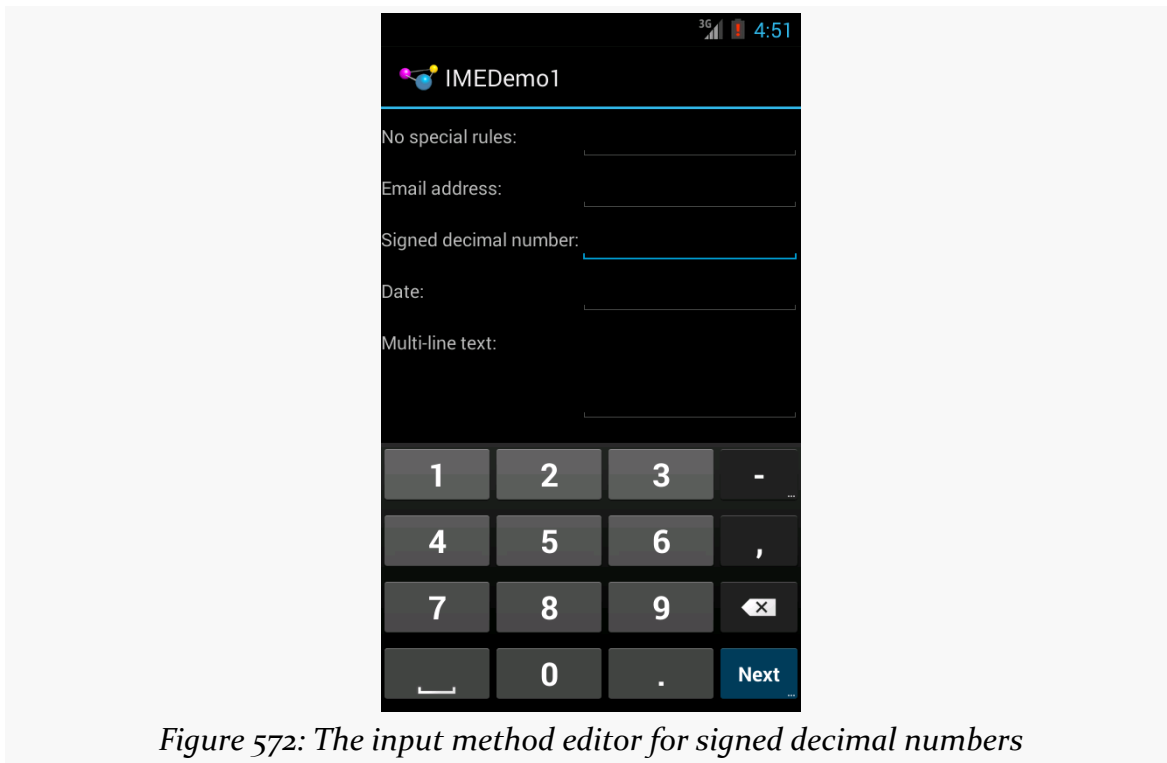 3G 4:51
IMEDemo1
No special rules:
Email address:
Signed decimal number:
Date:
Multi-line text:
1 2 3 -
...
4 5 6 ,
7 8 9
0 . Next
...
Figure 572: The input method editor for signed decimal numbers